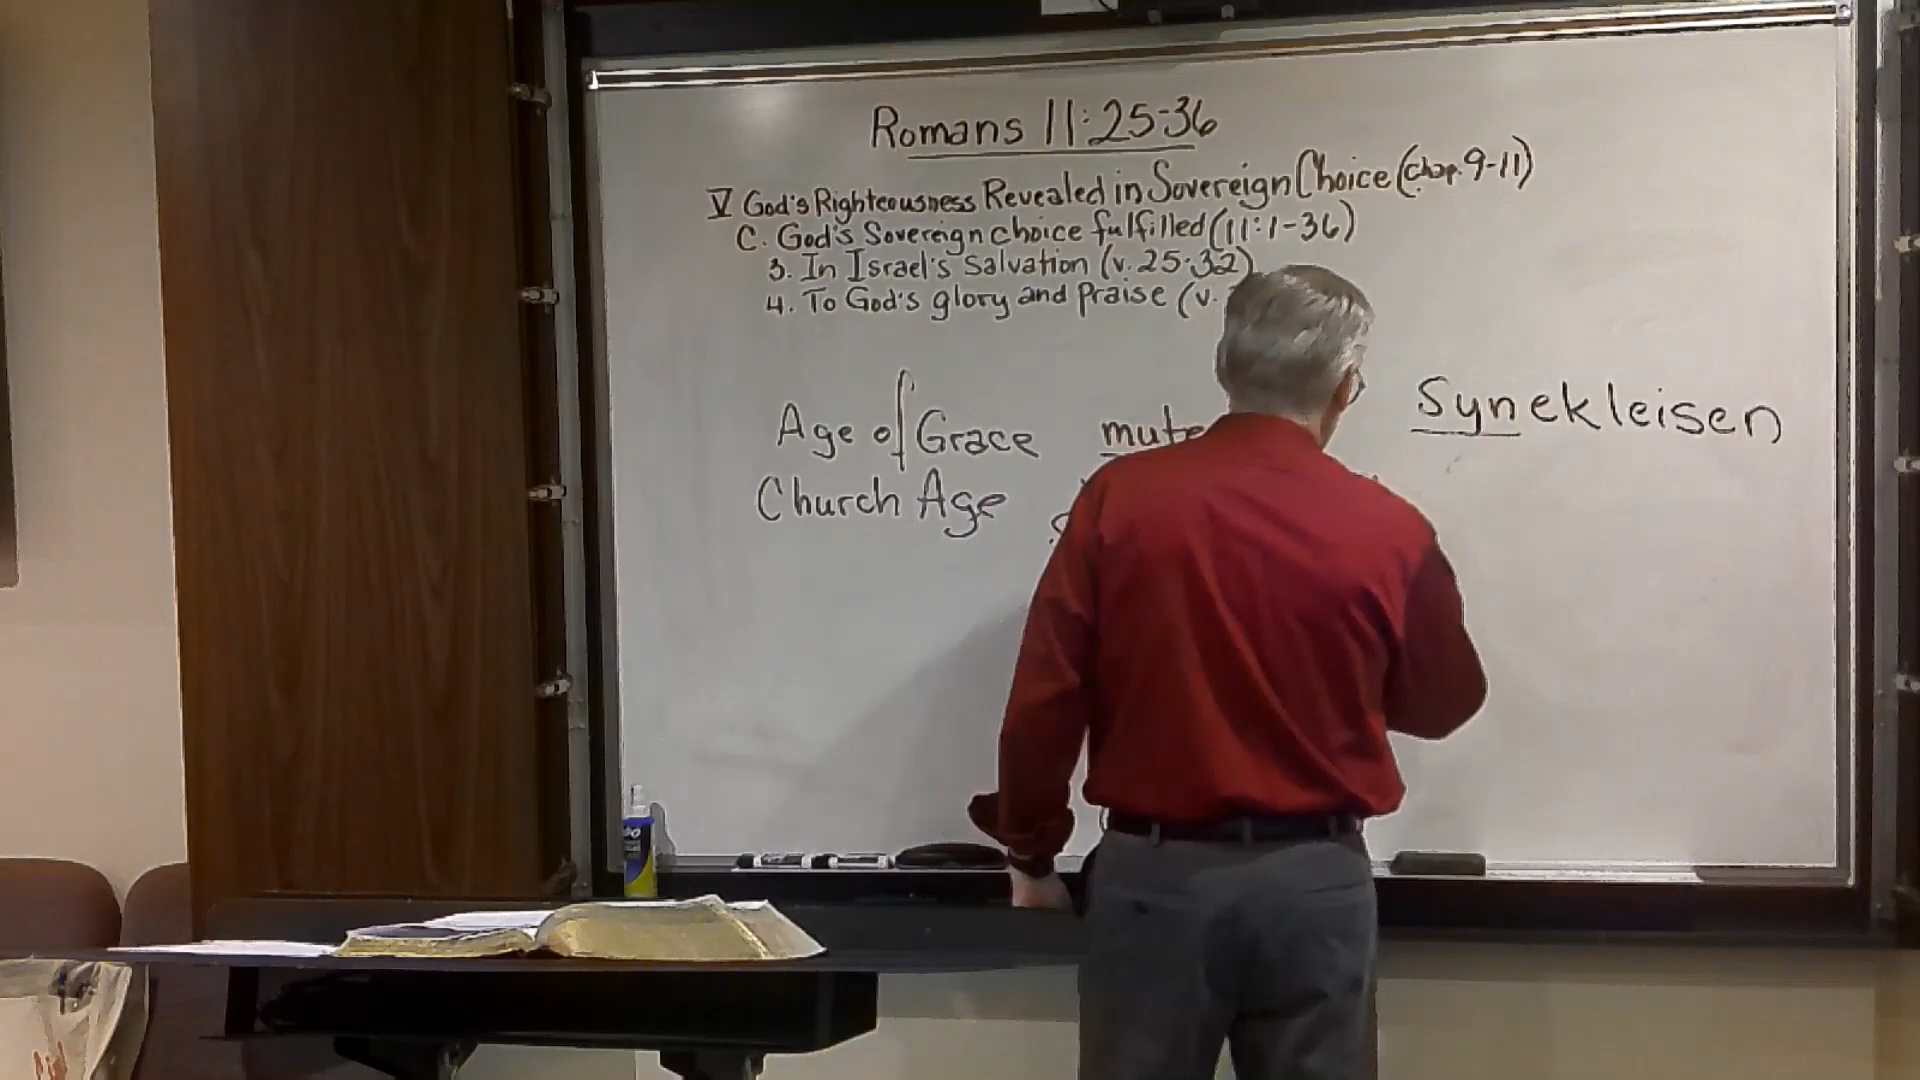 Romans 11:25-36
V God's Righteousness Revealed in Sovereign Choice (Chap. 9-11)
C. God's Sovereign choice fulfilled (11:1-36)
3. In Israel's Salvation (v. 25-32)
4. To God's glory and Praise (v.
Age of Grace mute
Church Age
Synekleisen